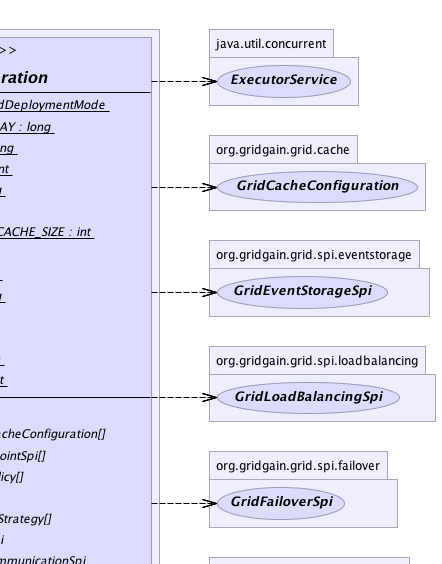 >>
ration
dDeploymentMode
AY : long
ng
nt
CACHE_SIZE : int
t
cheConfiguration[]
ointSpi[]
licy[]
Strategy[]
i
mmunicationSpi
java.util.concurrent
ExecutorService
org.gridgain.grid.cache
GridCacheConfiguration
org.gridgain.grid.spi.eventstorage
GridEventStorageSpi
org.gridgain.grid.spi.loadbalancing
GridLoadBalancingSpi
org.gridgain.grid.spi.failover
GridFailoverSpi